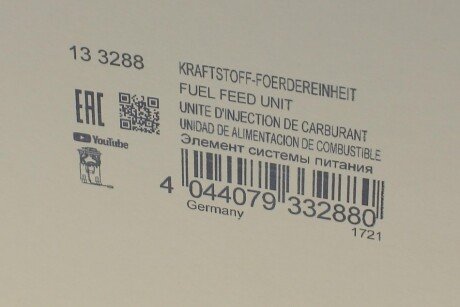 13 3288
KRAFTSTOFF-FOERDEREINHEIT
FUEL FEED UNIT
UNITE D'INJECTION DE CARBURANT
UNIDAD DE ALIMENTACION DE COMBUSTIBLE
Элемент системы питания
EAC
YouTube
4 044079 332880
Germany
1721